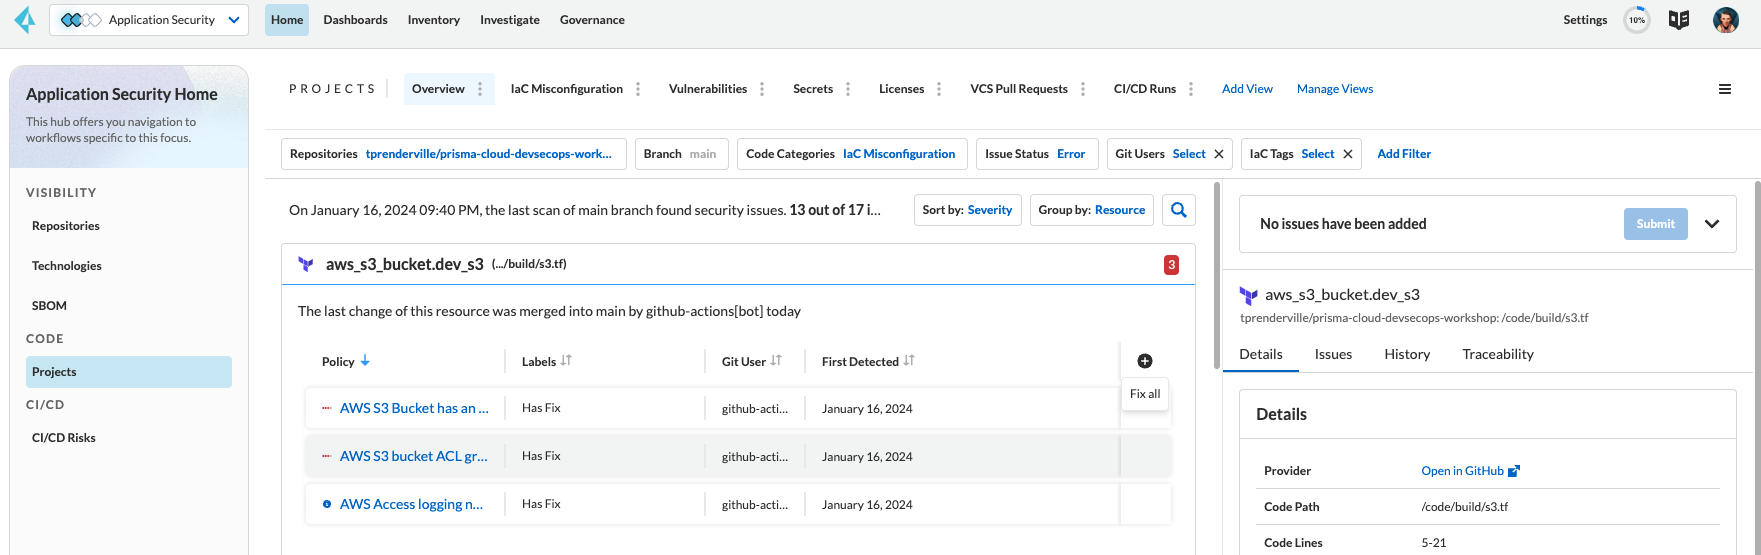 Application Security
Home
Dashboards
Inventory
Investigate
Governance
Settings
10%
Application Security Home
This hub offers you navigation to
workflows specific to this focus.
VISIBILITY
Repositories
Technologies
SBOM
CODE
Projects
CI/CD
CI/CD Risks
PROJECTS
Overview
IaC Misconfiguration
Vulnerabilities
Secrets
Licenses
VCS Pull Requests
CI/CD Runs
Add View
Manage Views
Repositories tprenderville/prisma-cloud-devsecops-work...
Branch main
Code Categories IaC Misconfiguration
Issue Status Error
Git Users Select
IaC Tags Select
Add Filter
On January 16, 2024 09:40 PM, the last scan of main branch found security issues. 13 out of 17 i...
Sort by: Severity
Group by: Resource
aws_s3_bucket.dev_s3 (.../build/s3.tf)
3
The last change of this resource was merged into main by github-actions[bot] today
Policy Labels Git User First Detected
Fix all
AWS S3 Bucket has an ... Has Fix github-acti... January 16, 2024
AWS S3 bucket ACL gr... Has Fix github-acti... January 16, 2024
AWS Access logging n... Has Fix github-acti... January 16, 2024
No issues have been added
Submit
aws_s3_bucket.dev_s3
tprenderville/prisma-cloud-devsecops-workshop: /code/build/s3.tf
Details Issues History Traceability
Details
Provider Open in GitHub
Code Path /code/build/s3.tf
Code Lines 5-21